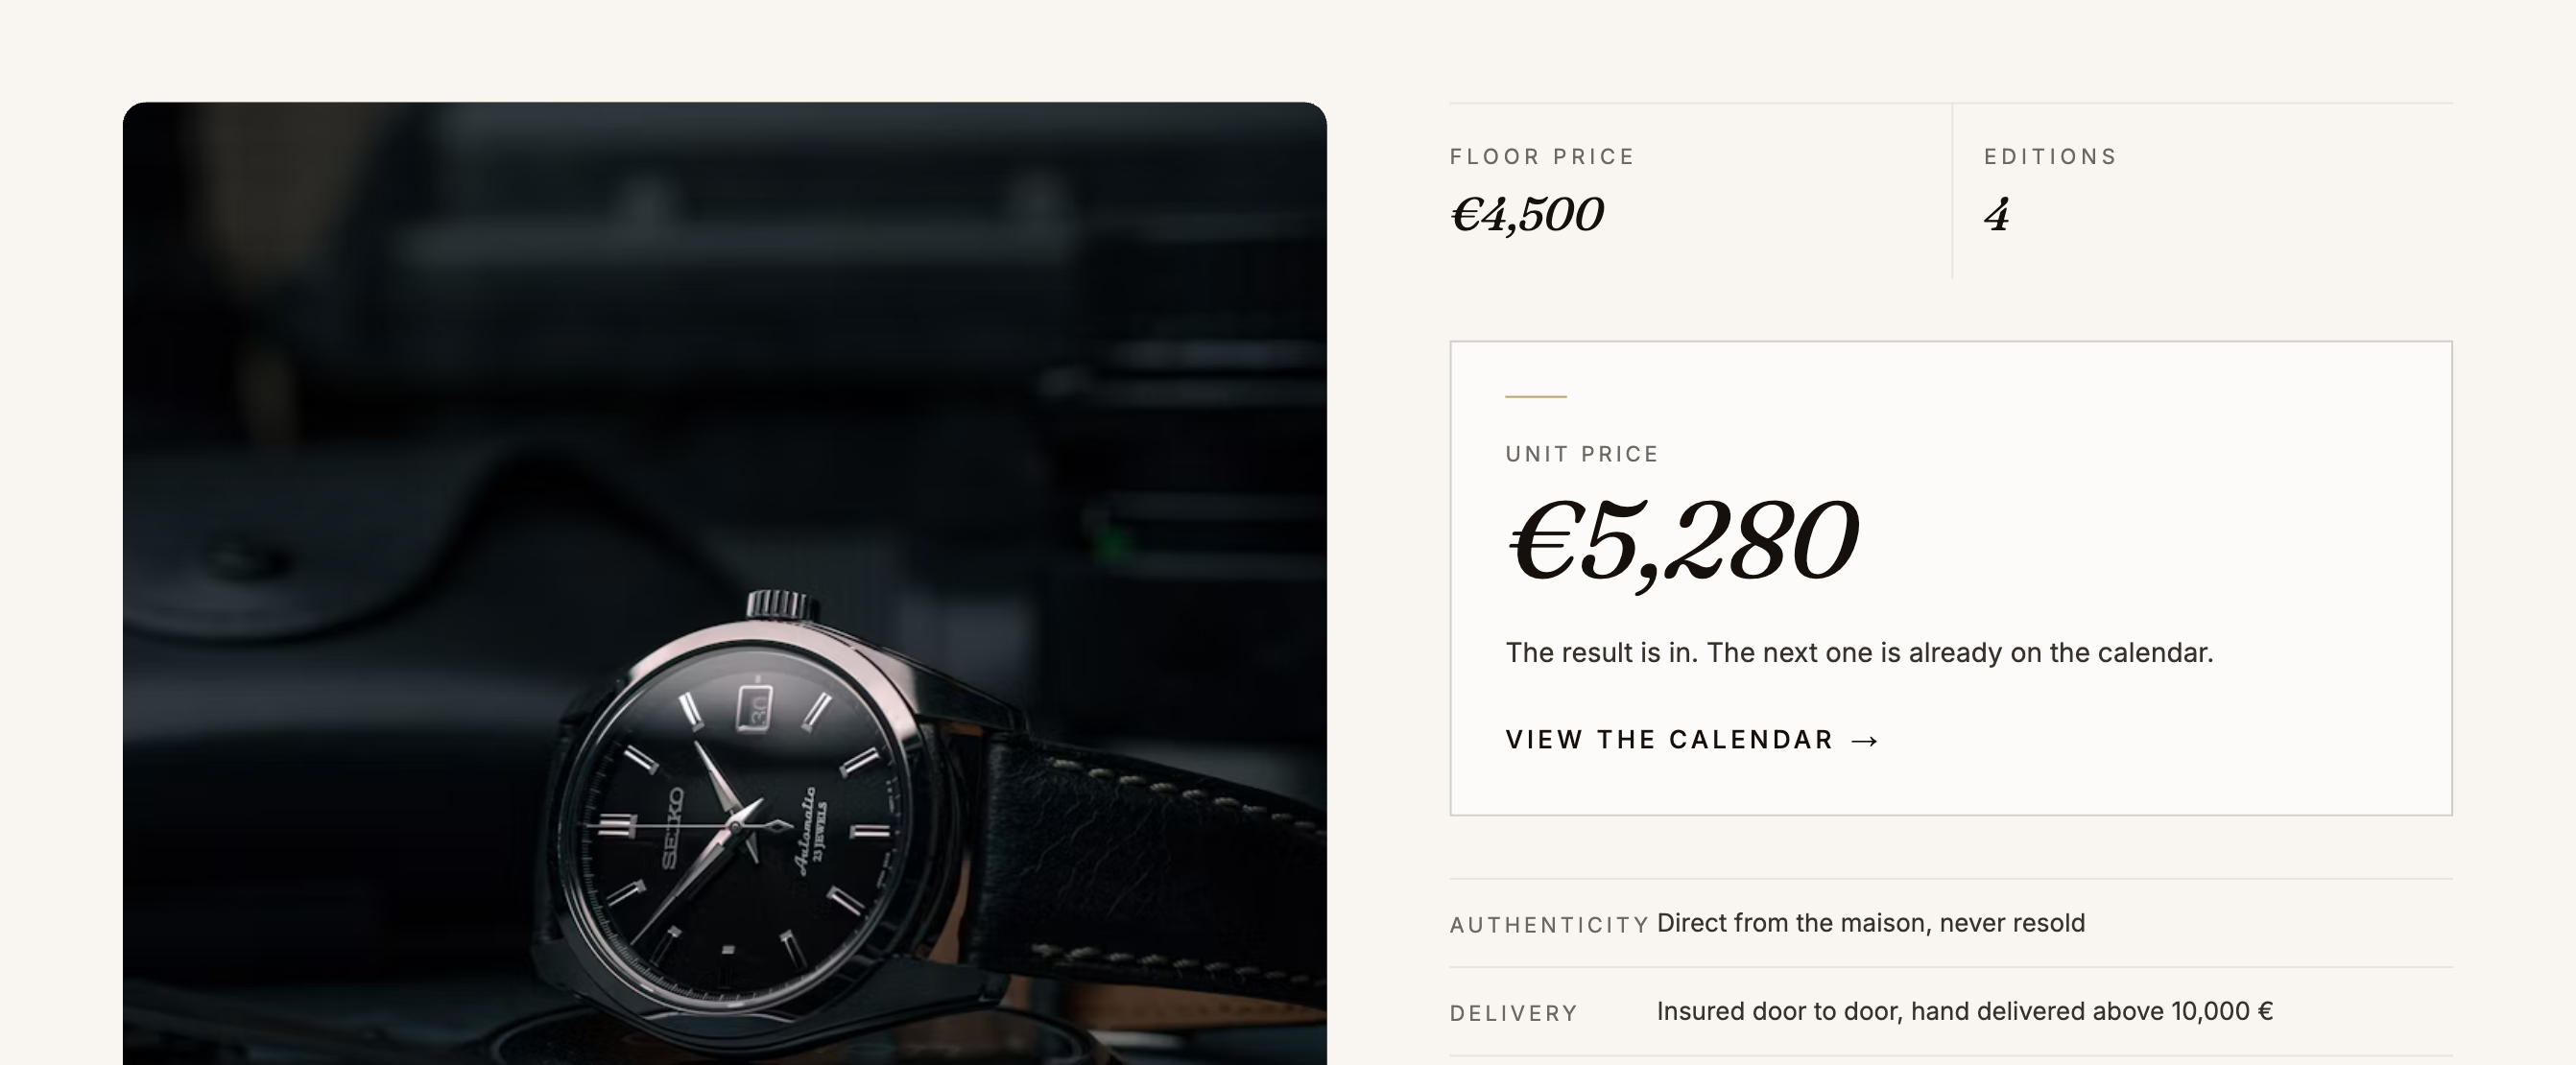 FLOOR PRICE
€4,500
EDITIONS
4
UNIT PRICE
€5,280
The result is in. The next one is already on the calendar.
VIEW THE CALENDAR →
AUTHENTICITY Direct from the maison, never resold
DELIVERY Insured door to door, hand delivered above 10,000 €
30
SEIKO
Automatic
23 JEWELS